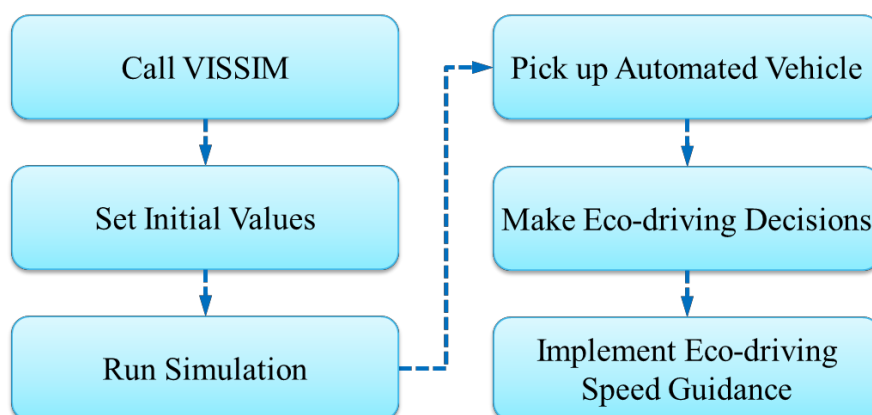 Call VISSIM
Set Initial Values
Run Simulation
Pick up Automated Vehicle
Make Eco-driving Decisions
Implement Eco-driving
Speed Guidance